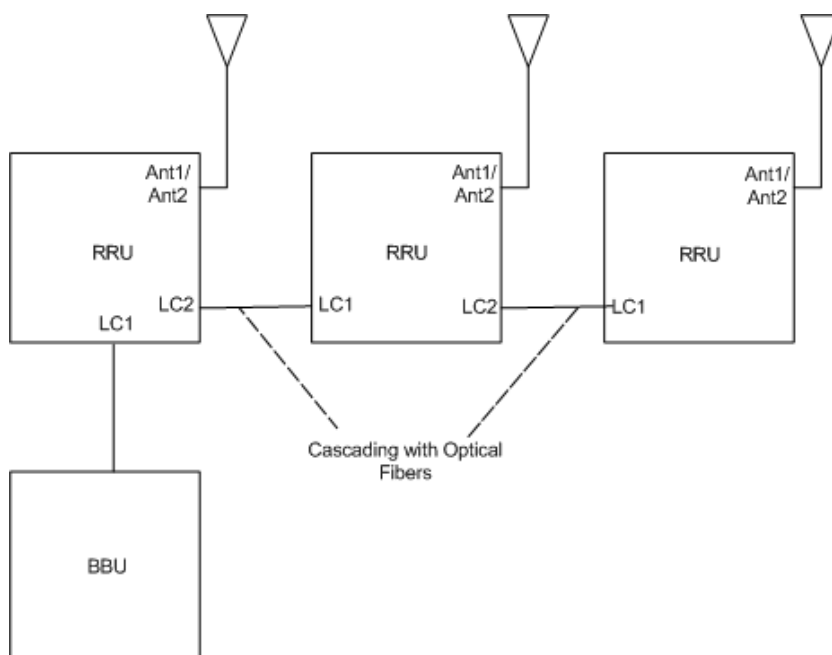 Ant1/
Ant2
Ant1/
Ant2
Ant1/
Ant2
RRU
RRU
RRU
LC2
LC1
LC2
LC1
LC1
Cascading with Optical
Fibers
BBU